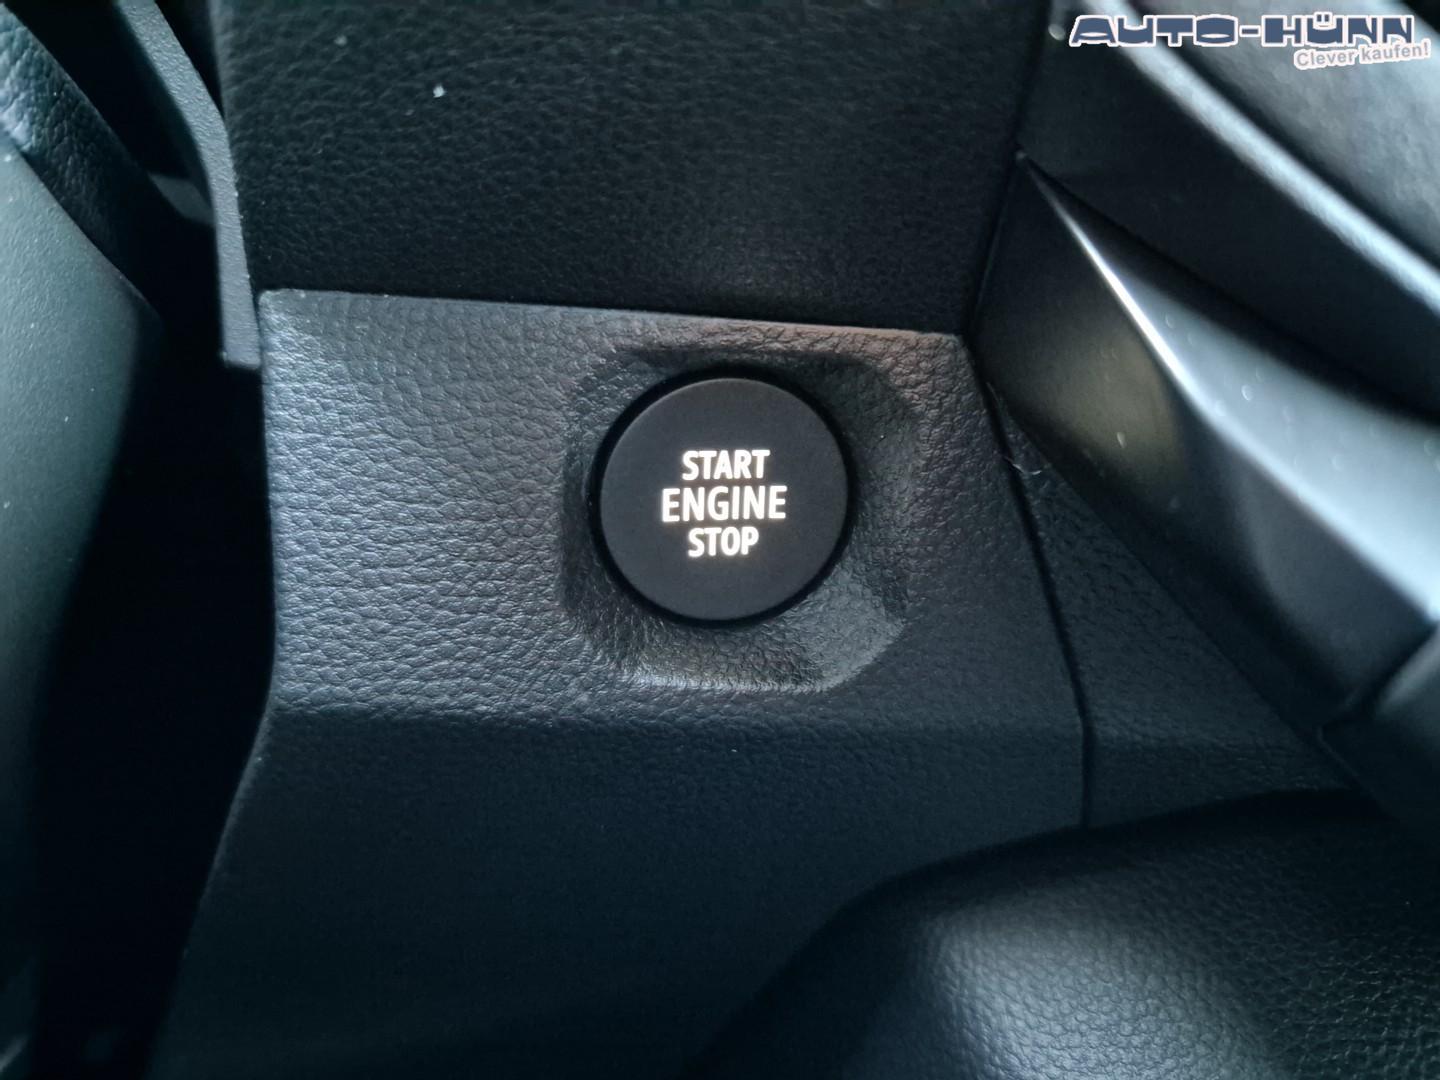 AUTO-HÜNN
Clever kaufen!
START
ENGINE
STOP